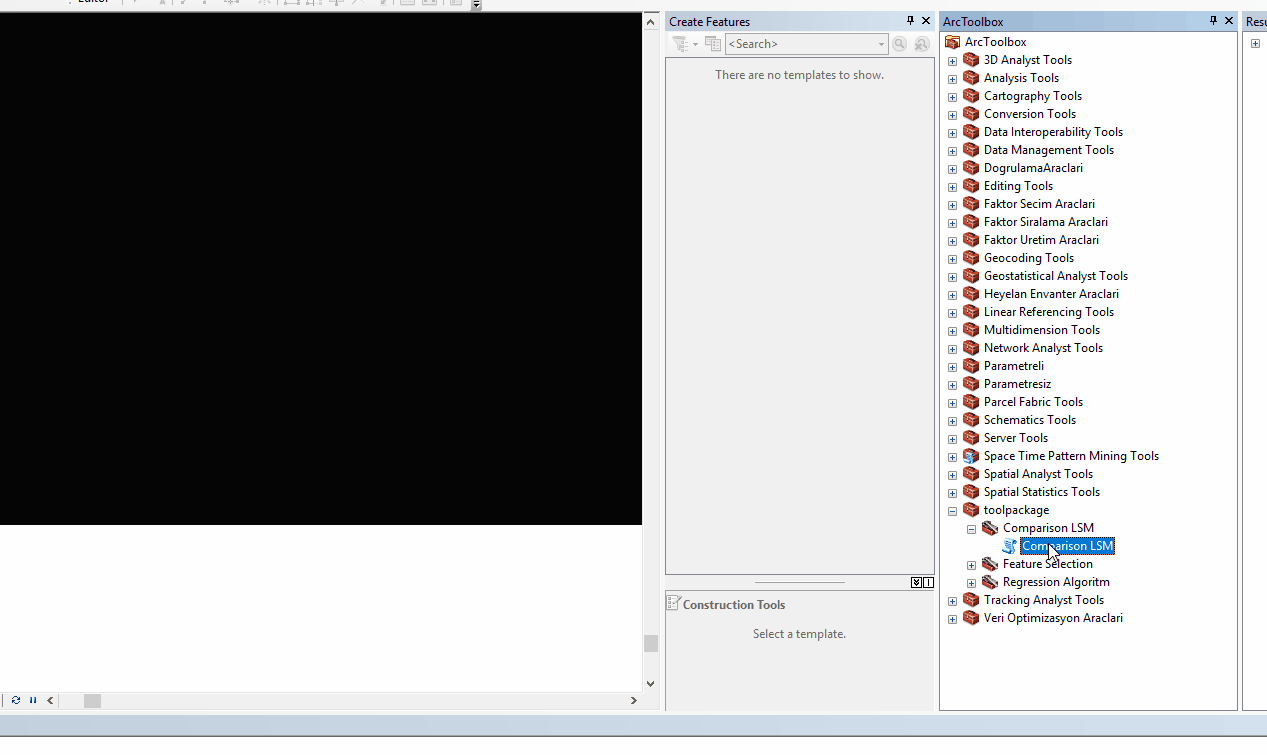 Editor
Create Features
<Search>
There are no templates to show.
Construction Tools
Select a template.
ArcToolbox
ArcToolbox
3D Analyst Tools
Analysis Tools
Cartography Tools
Conversion Tools
Data Interoperability Tools
Data Management Tools
DogrulamaAraclari
Editing Tools
Faktor Secim Araclari
Faktor Siralama Araclari
Faktor Uretim Araclari
Geocoding Tools
Geostatistical Analyst Tools
Heyelan Envanter Araclari
Linear Referencing Tools
Multidimension Tools
Network Analyst Tools
Parametreli
Parametresiz
Parcel Fabric Tools
Schematics Tools
Server Tools
Space Time Pattern Mining Tools
Spatial Analyst Tools
Spatial Statistics Tools
toolpackage
Comparison LSM
Comparison LSM
Feature Selection
Regression Algoritm
Tracking Analyst Tools
Veri Optimizasyon Araclari
Resu